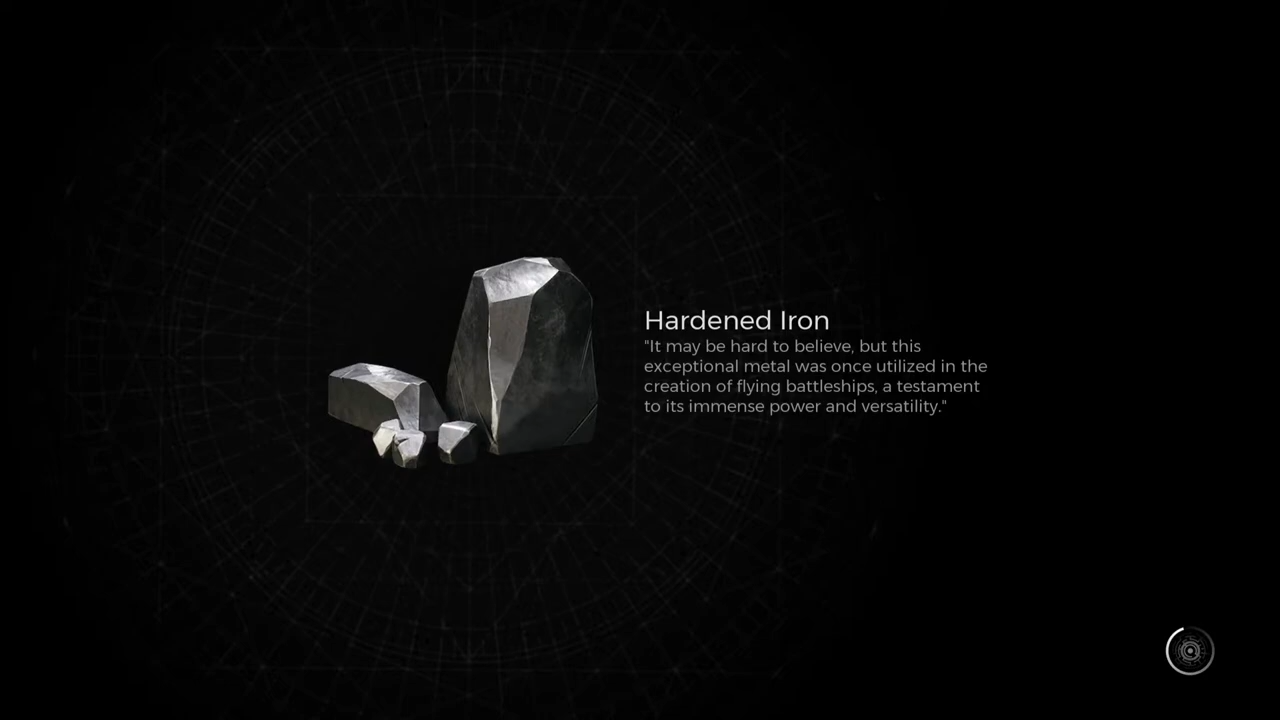 Hardened Iron
"It may be hard to believe, but this
exceptional metal was once utilized in the
creation of flying battleships, a testament
to its immense power and versatility."